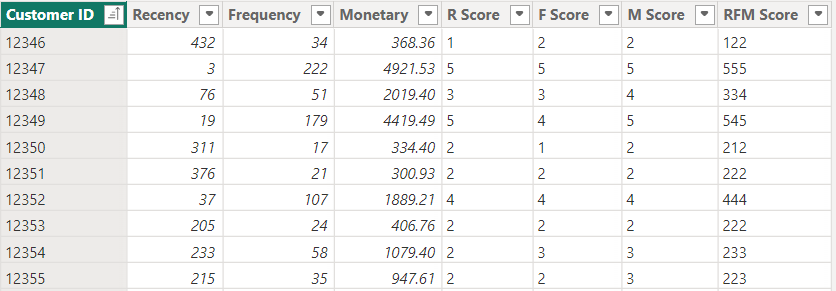 Customer ID Recency Frequency Monetary R Score F Score M Score RFM Score
12346 432 34 368.36 1 2 2 122
12347 3 222 4921.53 5 5 5 555
12348 76 51 2019.40 3 3 4 334
12349 19 179 4419.49 5 4 5 545
12350 311 17 334.40 2 1 2 212
12351 376 21 300.93 2 2 2 222
12352 37 107 1889.21 4 4 4 444
12353 205 24 406.76 2 2 2 222
12354 233 58 1079.40 2 3 3 233
12355 215 35 947.61 2 2 3 223